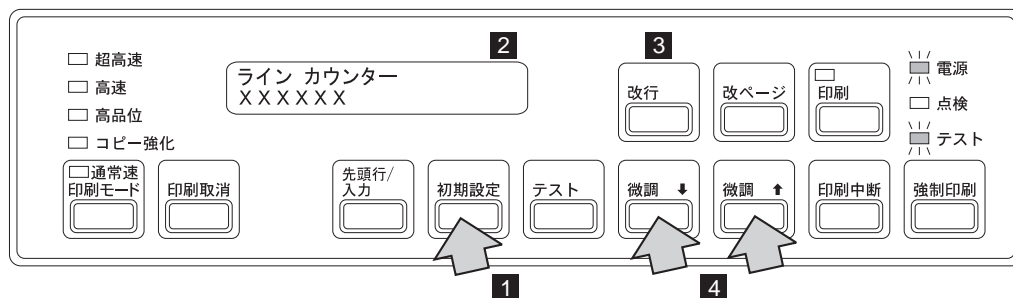 2
3
超高速
高速
高品位
コピー強化
通常速
印刷モード
印刷取消
ライン カウンター
XXXXXX
改行
改ページ
印刷
電源
点検
テスト
先頭行/
入力
初期設定
テスト
微調 ⬇
微調 ⬆
印刷中断
強制印刷
1
4